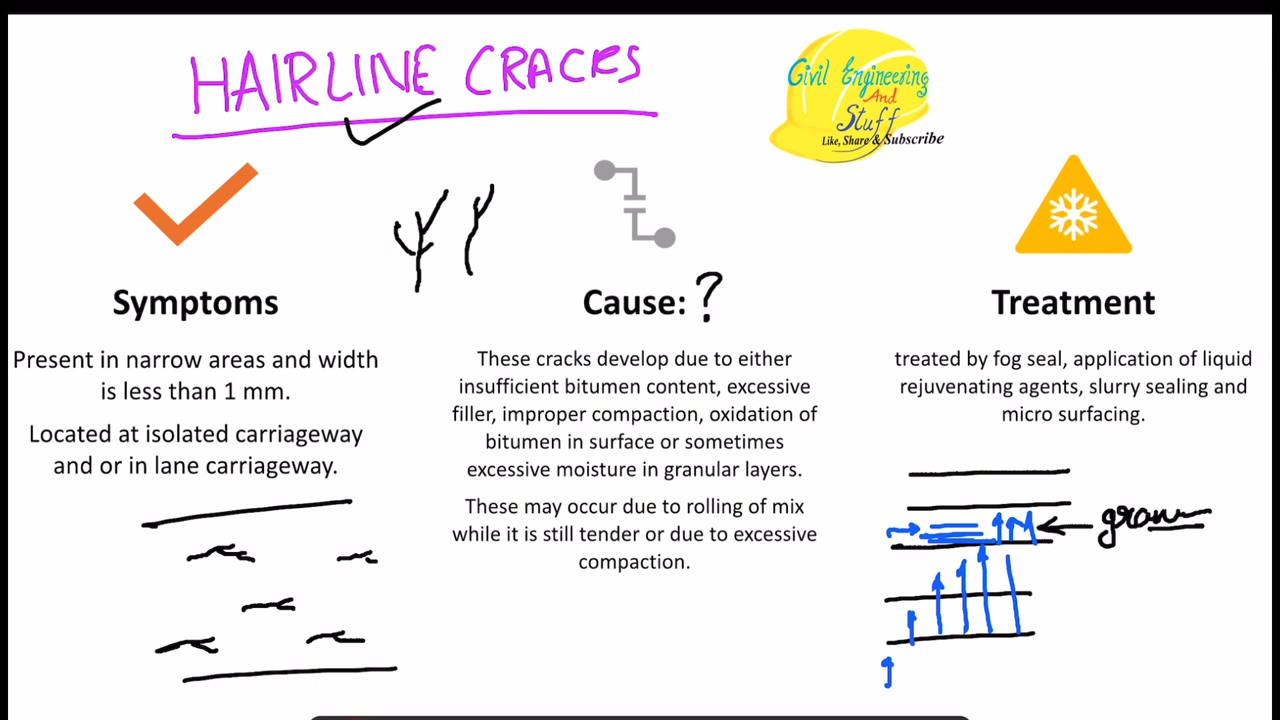 HAIRLINE CRACKS
Civil Engineering
And
Stuff
Like, Share & Subscribe
Symptoms
Present in narrow areas and width
is less than 1 mm.
Located at isolated carriageway
and or in lane carriageway.
Cause: ?
These cracks develop due to either
insufficient bitumen content, excessive
filler, improper compaction, oxidation of
bitumen in surface or sometimes
excessive moisture in granular layers.
These may occur due to rolling of mix
while it is still tender or due to excessive
compaction.
Treatment
treated by fog seal, application of liquid
rejuvenating agents, slurry sealing and
micro surfacing.